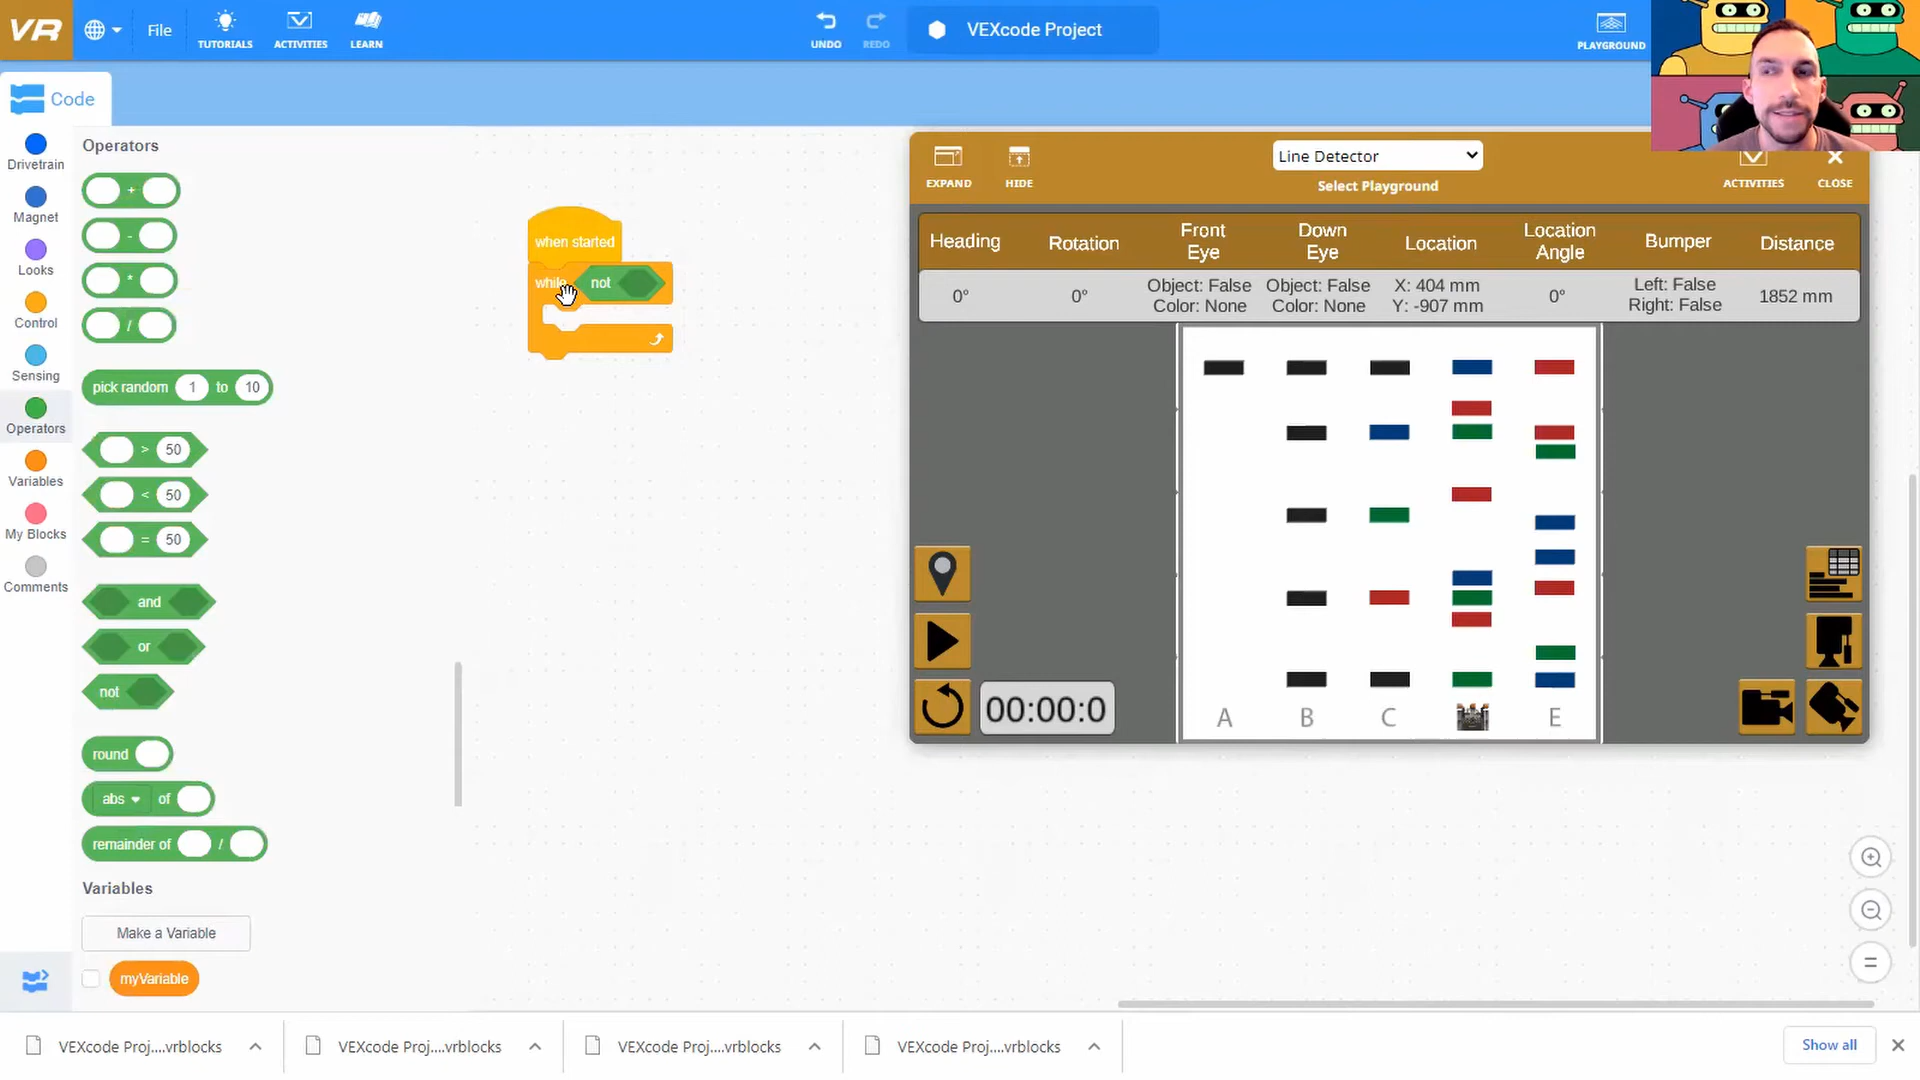 VR
File
TUTORIALS
ACTIVITIES
LEARN
UNDO
REDO
VEXcode Project
PLAYGROUND
Code
Drivetrain
Magnet
Looks
Control
Sensing
Operators
Variables
My Blocks
Comments
Operators
+
-
*
/
pick random 1 to 10
> 50
< 50
= 50
and
or
not
round
abs of
remainder of /
Variables
Make a Variable
myVariable
when started
while not
EXPAND
HIDE
Line Detector
Select Playground
ACTIVITIES
CLOSE
Heading
Rotation
Front Eye
Down Eye
Location
Location Angle
Bumper
Distance
0°
0°
Object: False
Color: None
Object: False
Color: None
X: 404 mm
Y: -907 mm
0°
Left: False
Right: False
1852 mm
A B C E
00:00:0
VEXcode Proj....vrblocks
VEXcode Proj....vrblocks
VEXcode Proj....vrblocks
VEXcode Proj....vrblocks
Show all